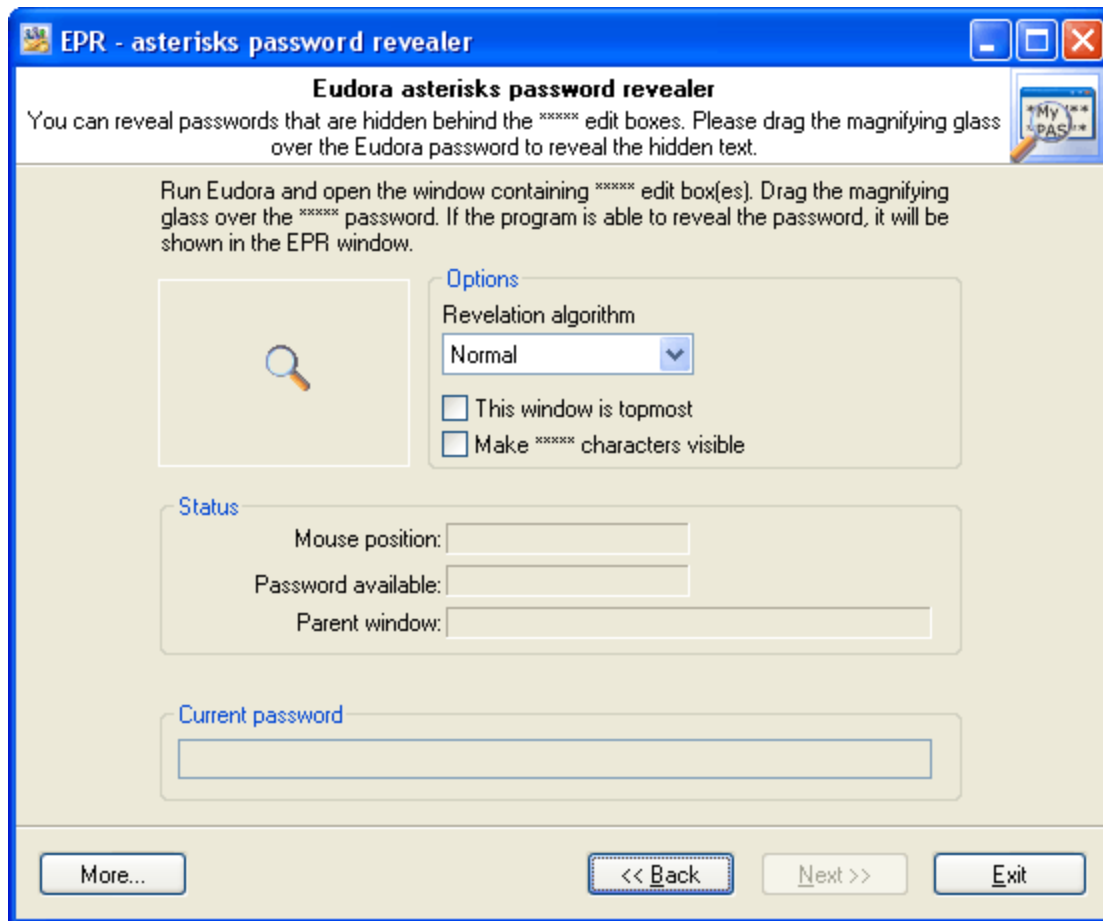 EPR - asterisks password revealer
Eudora asterisks password revealer
You can reveal passwords that are hidden behind the ***** edit boxes. Please drag the magnifying glass
over the Eudora password to reveal the hidden text.
*My**
*PAS*
Run Eudora and open the window containing ***** edit box(es). Drag the magnifying
glass over the ***** password. If the program is able to reveal the password, it will be
shown in the EPR window.
Options
Revelation algorithm
Normal
This window is topmost
Make ***** characters visible
Status
Mouse position:
Password available:
Parent window:
Current password
More...
<< Back
Next >>
Exit